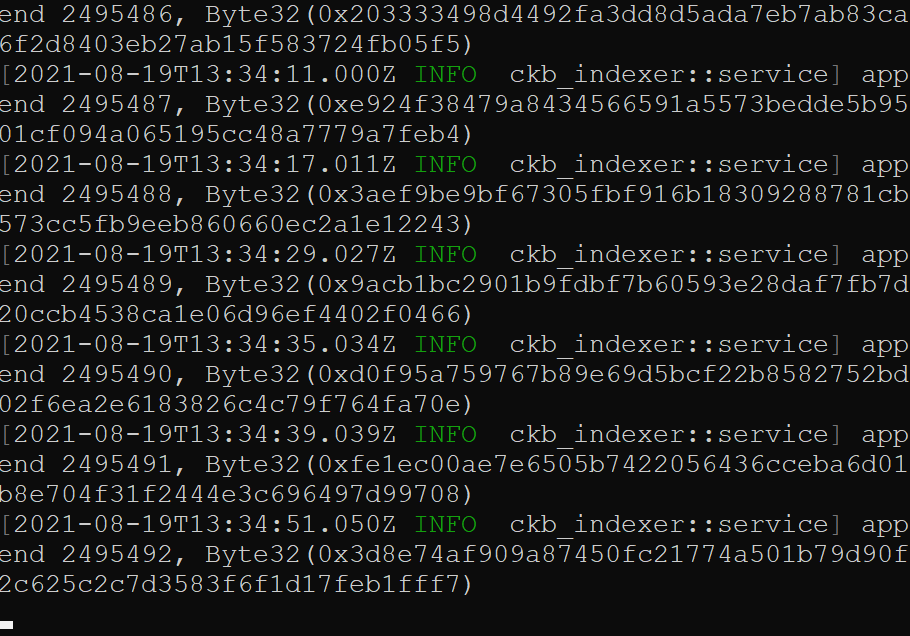 end 2495486, Byte32(0x203333498d4492fa3dd8d5ada7eb7ab83ca
6f2d8403eb27ab15f583724fb05f5)
[2021-08-19T13:34:11.000Z INFO  ckb_indexer::service] app
end 2495487, Byte32(0xe924f38479a8434566591a5573bedde5b95
01cf094a065195cc48a7779a7feb4)
[2021-08-19T13:34:17.011Z INFO  ckb_indexer::service] app
end 2495488, Byte32(0x3aef9be9bf67305fbf916b18309288781cb
573cc5fb9eeb860660ec2a1e12243)
[2021-08-19T13:34:29.027Z INFO  ckb_indexer::service] app
end 2495489, Byte32(0x9acb1bc2901b9fdbf7b60593e28daf7fb7d
20ccb4538ca1e06d96ef4402f0466)
[2021-08-19T13:34:35.034Z INFO  ckb_indexer::service] app
end 2495490, Byte32(0xd0f95a759767b89e69d5bcf22b8582752bd
02f6ea2e6183826c4c79f764fa70e)
[2021-08-19T13:34:39.039Z INFO  ckb_indexer::service] app
end 2495491, Byte32(0xfe1ec00ae7e6505b7422056436cceba6d01
b8e704f31f2444e3c696497d99708)
[2021-08-19T13:34:51.050Z INFO  ckb_indexer::service] app
end 2495492, Byte32(0x3d8e74af909a87450fc21774a501b79d90f
2c625c2c7d3583f6f1d17feb1fff7)